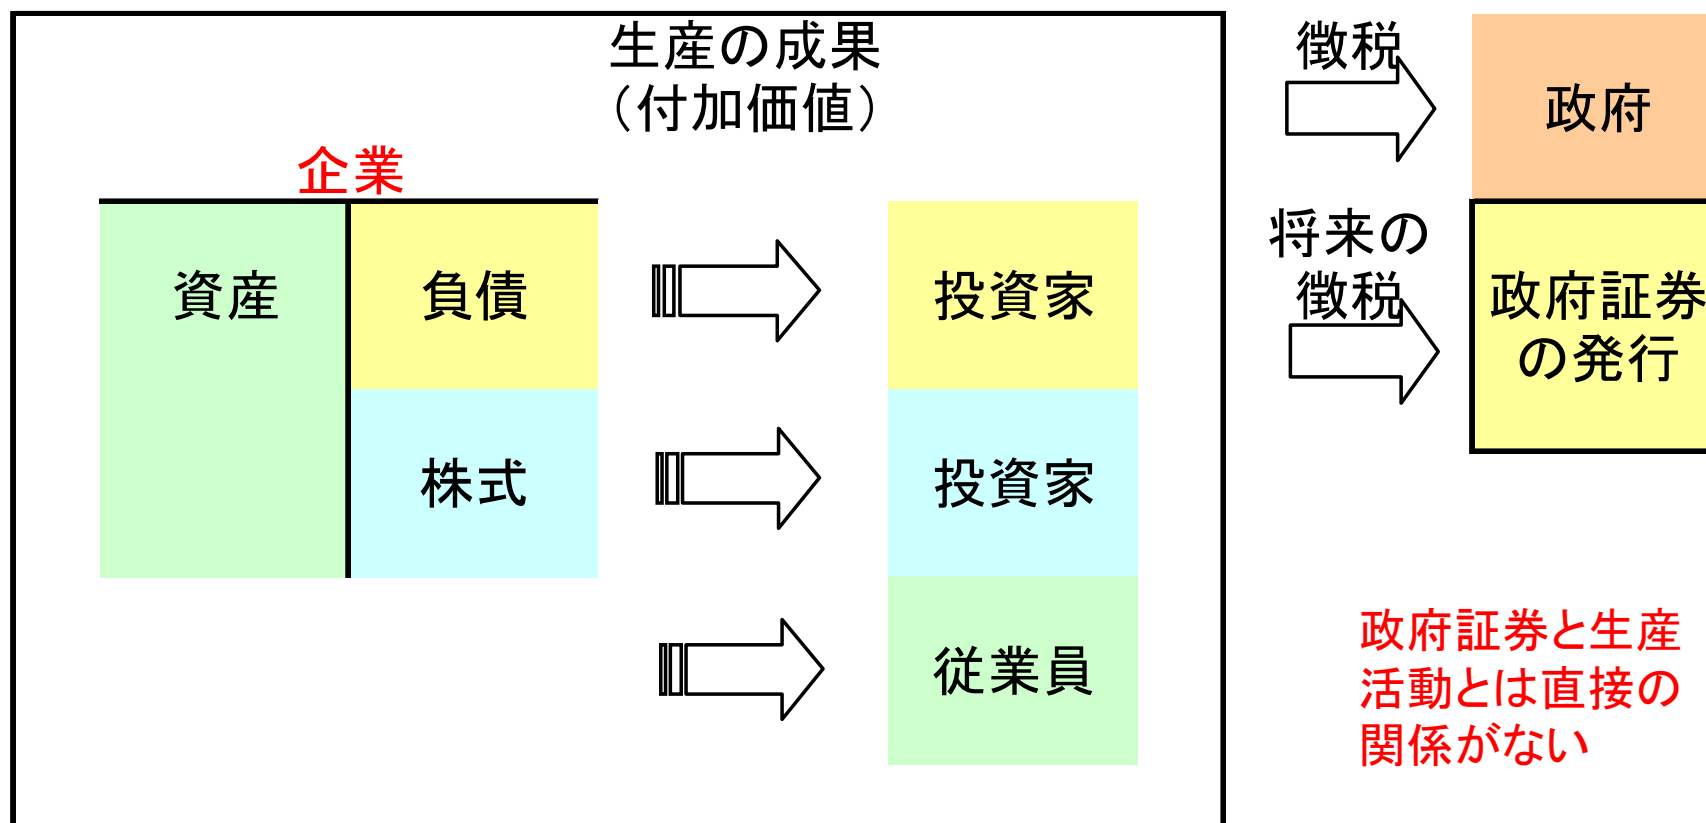 生産の成果
（付加価値）
企業
資産
負債
株式
投資家
投資家
従業員
徴税
政府
将来の
徴税
政府証券
の発行
政府証券と生産
活動とは直接の
関係がない